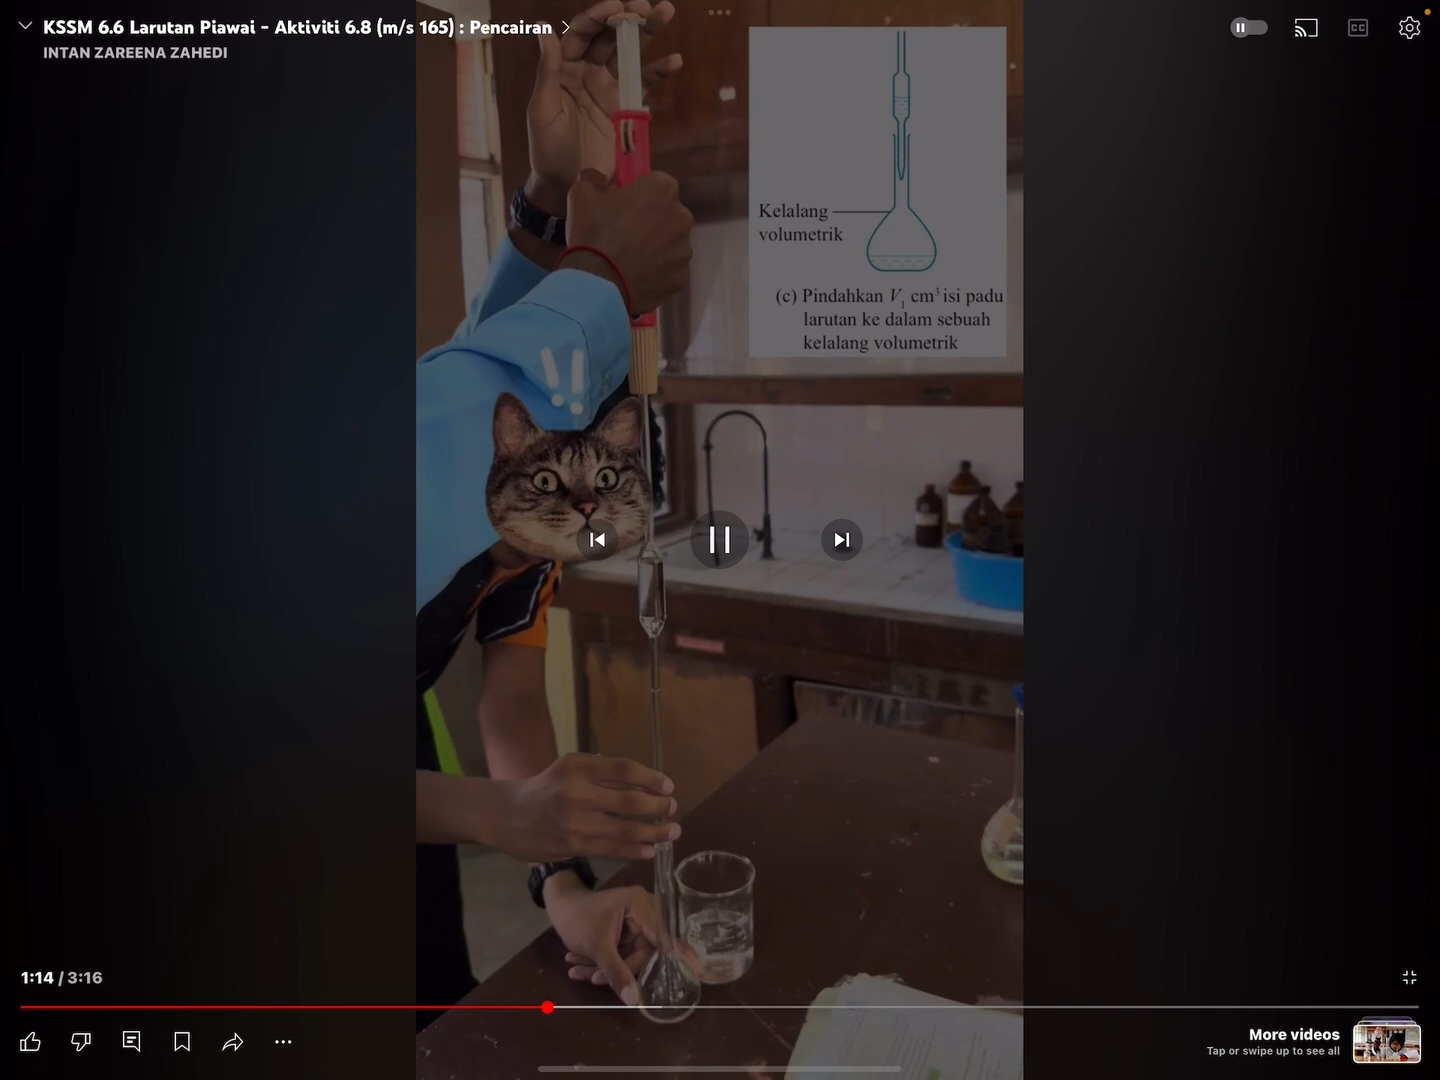 KSSM 6.6 Larutan Piawai - Aktiviti 6.8 (m/s 165) : Pencairan
INTAN ZAREENA ZAHEDI
CC
Kelalang
volumetrik
(c) Pindahkan V₁ cm³ isi padu
larutan ke dalam sebuah
kelalang volumetrik
!!
1:14 / 3:16
More videos
Tap or swipe up to see all